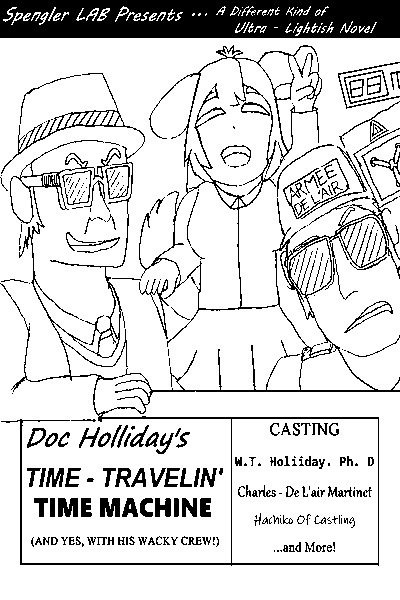 Spengler LAB Presents ... A Different Kind of
Ultra - Lightish Novel
ARMEE
DE L'AIR
Doc Holliday's
TIME - TRAVELIN'
TIME MACHINE
(AND YES, WITH HIS WACKY CREW!)
CASTING
W.T. Holiiday. Ph. D
Charles - De L'air Martinet
Hachiko Of Castling
...and More!